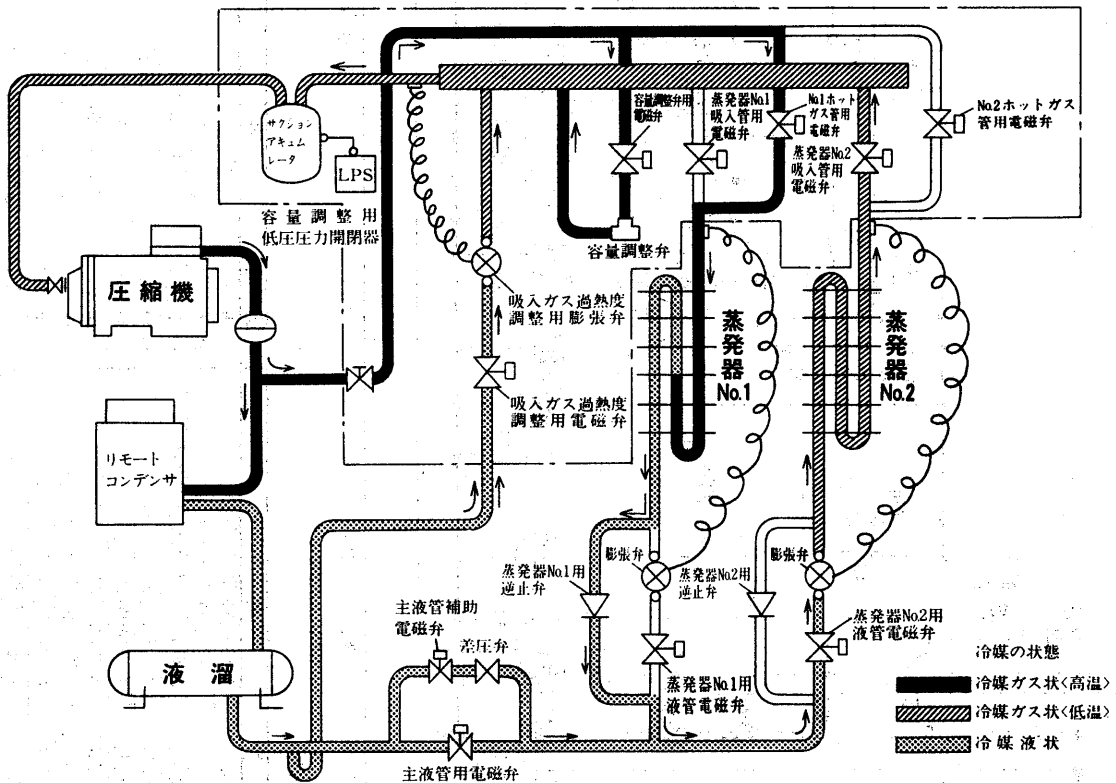 サクション
アキュム
レータ
LPS
容量調整用
低圧圧力開閉器
圧縮機
リモート
コンデンサ
液溜
容量調整弁用
電磁弁
蒸発器No.1
吸入管用
電磁弁
No.1ホット
ガス管用
電磁弁
蒸発器No.2
吸入管用
電磁弁
No.2ホットガス
管用電磁弁
容量調整弁
吸入ガス過熱度
調整用膨張弁
吸入ガス過熱度
調整用電磁弁
蒸発器
No.1
蒸発器
No.2
膨張弁
膨張弁
蒸発器No.1用
逆止弁
蒸発器No.2用
逆止弁
主液管補助
電磁弁
差圧弁
主液管用電磁弁
蒸発器No.1用
液管電磁弁
蒸発器No.2用
液管電磁弁
冷媒の状態
冷媒ガス状<高温>
冷媒ガス状<低温>
冷媒液状